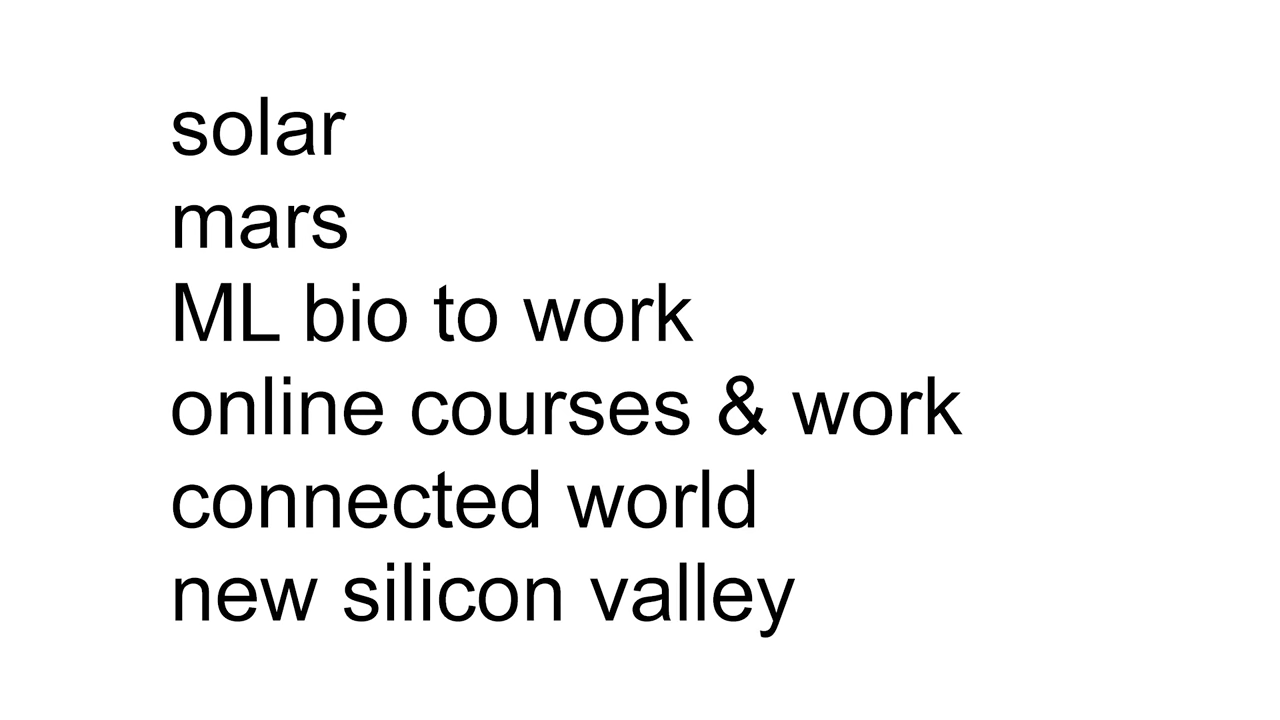 solar
mars
ML bio to work
online courses & work
connected world
new silicon valley